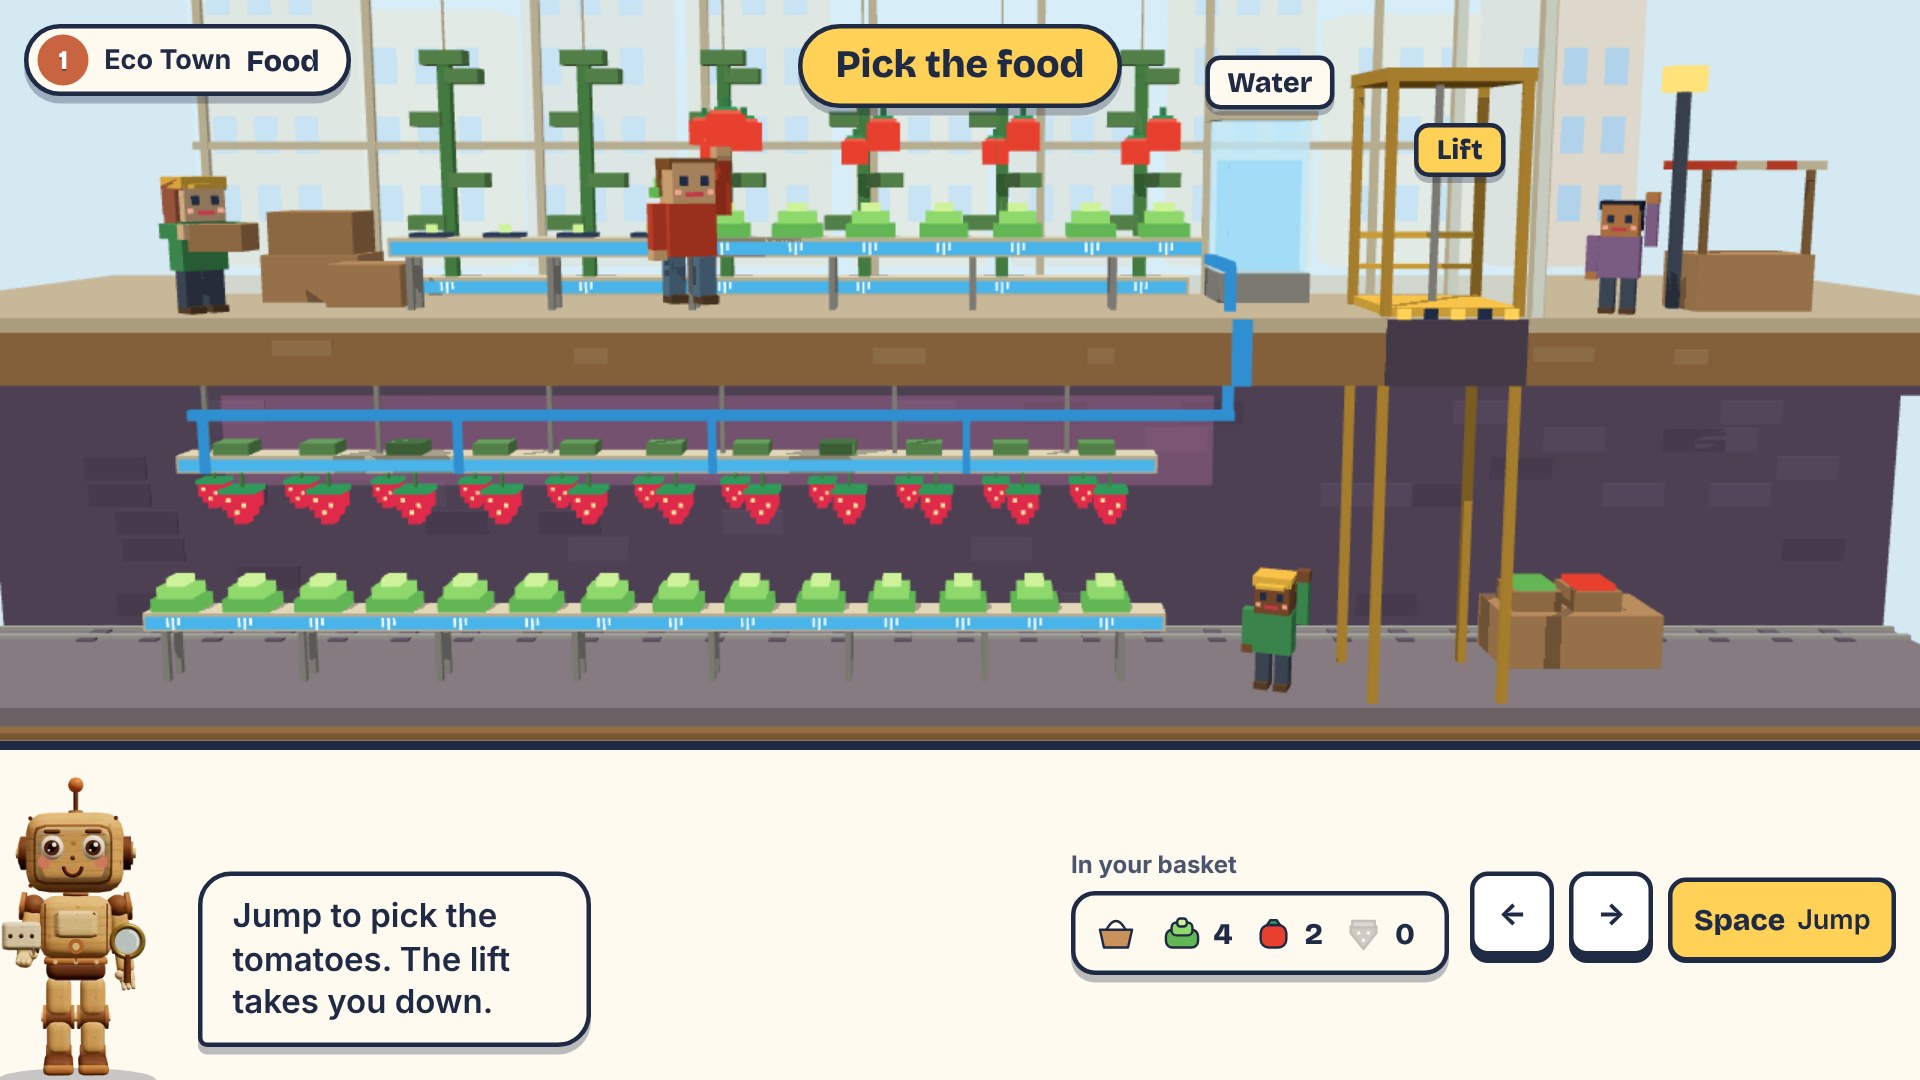 1 Eco Town Food
Pick the food
Water
Lift
Jump to pick the
tomatoes. The lift
takes you down.
In your basket
4 2 0
← →
Space Jump